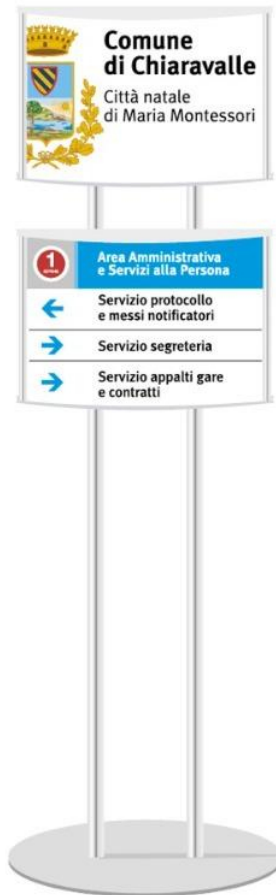 Comune
di Chiaravalle
Città natale
di Maria Montessori
1
Area Amministrativa
e Servizi alla Persona
Servizio protocollo
e messi notificatori
Servizio segreteria
Servizio appalti gare
e contratti